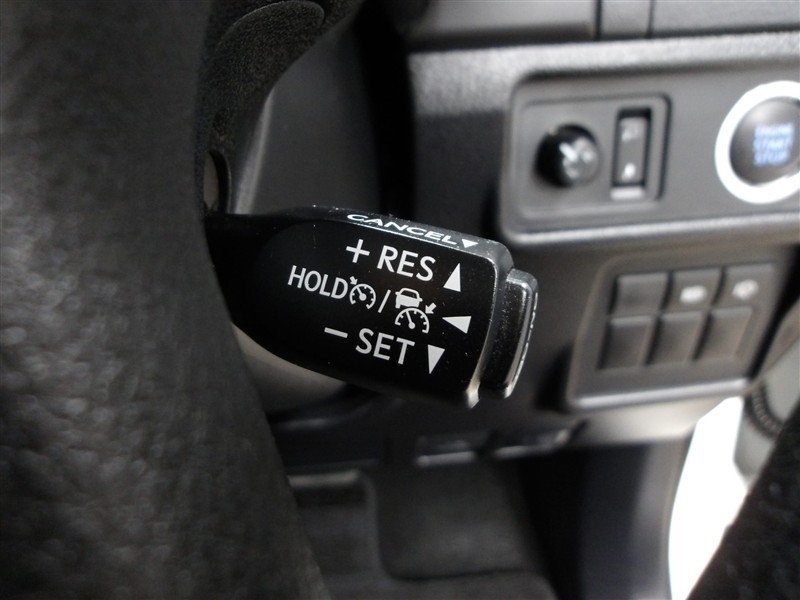 CANCEL▼
+ RES ▲
HOLD /
− SET ▼
ENGINE
START
STOP